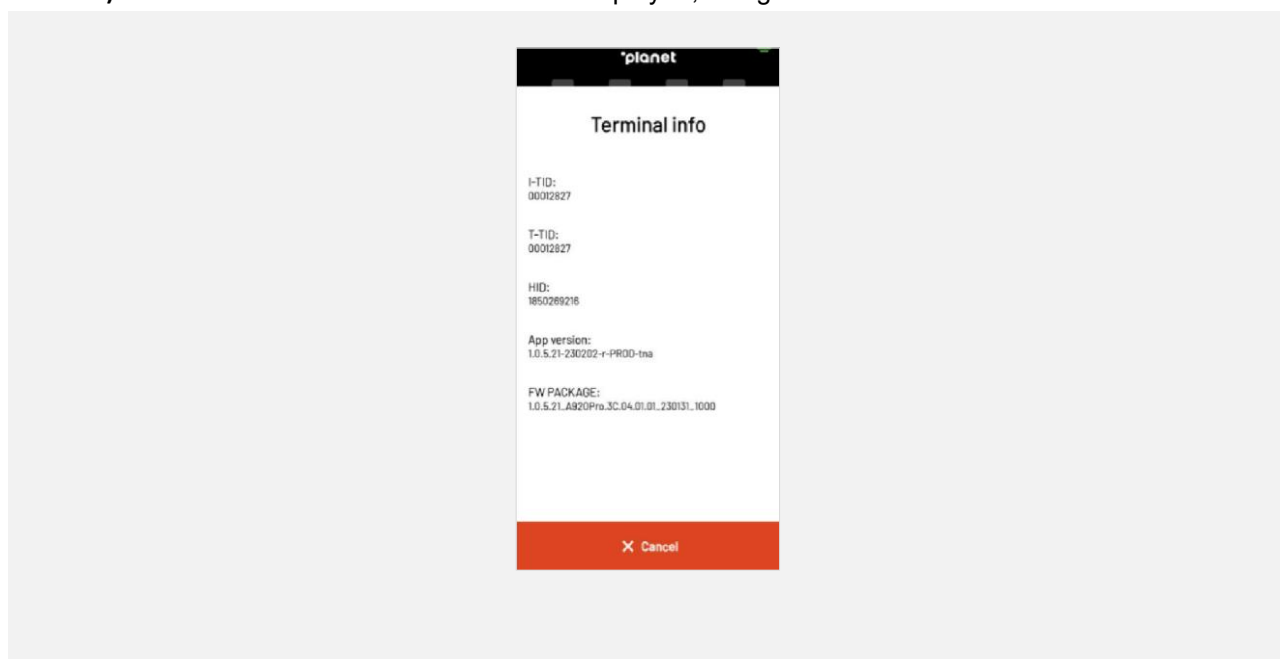 planet
Terminal info
I-TID:
00012827
T-TID:
00012827
HID:
1850269216
App version:
1.0.5.21-230202-r-PROD-tna
FW PACKAGE:
1.0.5.21_A920Pro.3C.04.01.01_230131_1000
Cancel